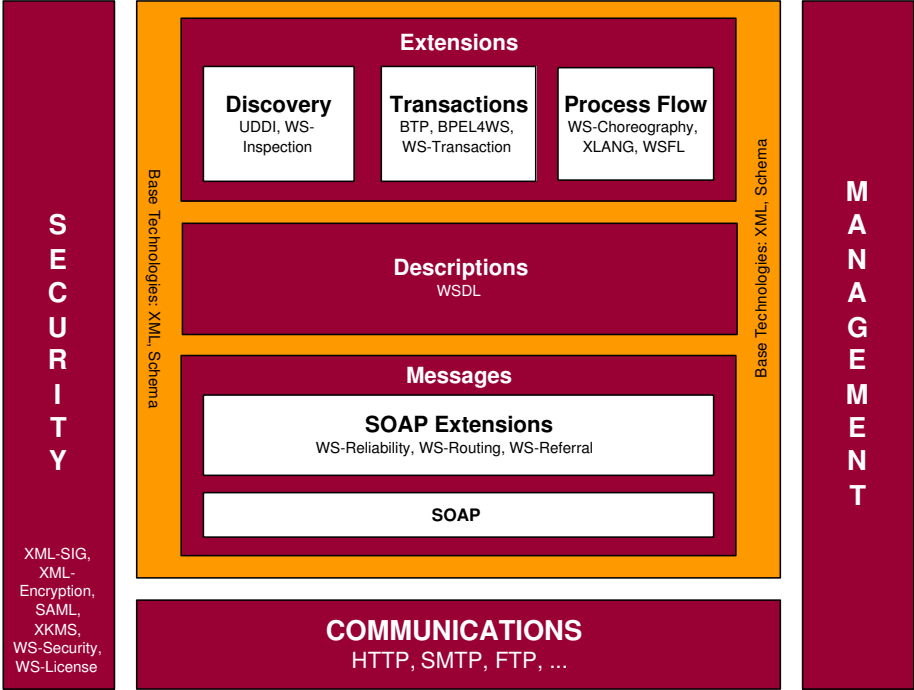 SECURITY
XML-SIG,
XML-
Encryption,
SAML,
XKMS,
WS-Security,
WS-License
Base Technologies: XML, Schema
Extensions
Discovery
UDDI, WS-
Inspection
Transactions
BTP, BPEL4WS,
WS-Transaction
Process Flow
WS-Choreography,
XLANG, WSFL
Descriptions
WSDL
Messages
SOAP Extensions
WS-Reliability, WS-Routing, WS-Referral
SOAP
Base Technologies: XML, Schema
COMMUNICATIONS
HTTP, SMTP, FTP, ...
MANAGEMENT